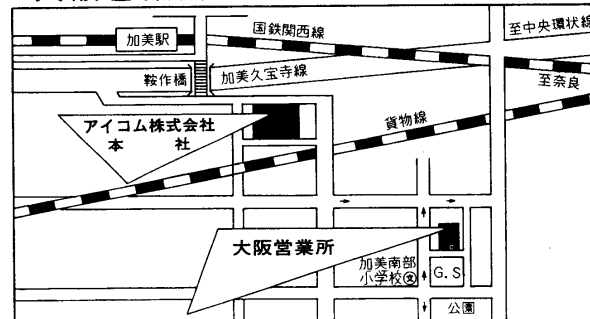 国鉄関西線
至中央環状線
加美駅
鞍作橋
加美久宝寺線
至奈良
貨物線
アイコム株式会社
本 社
大阪営業所
加美南部
小学校文
G.S
公園